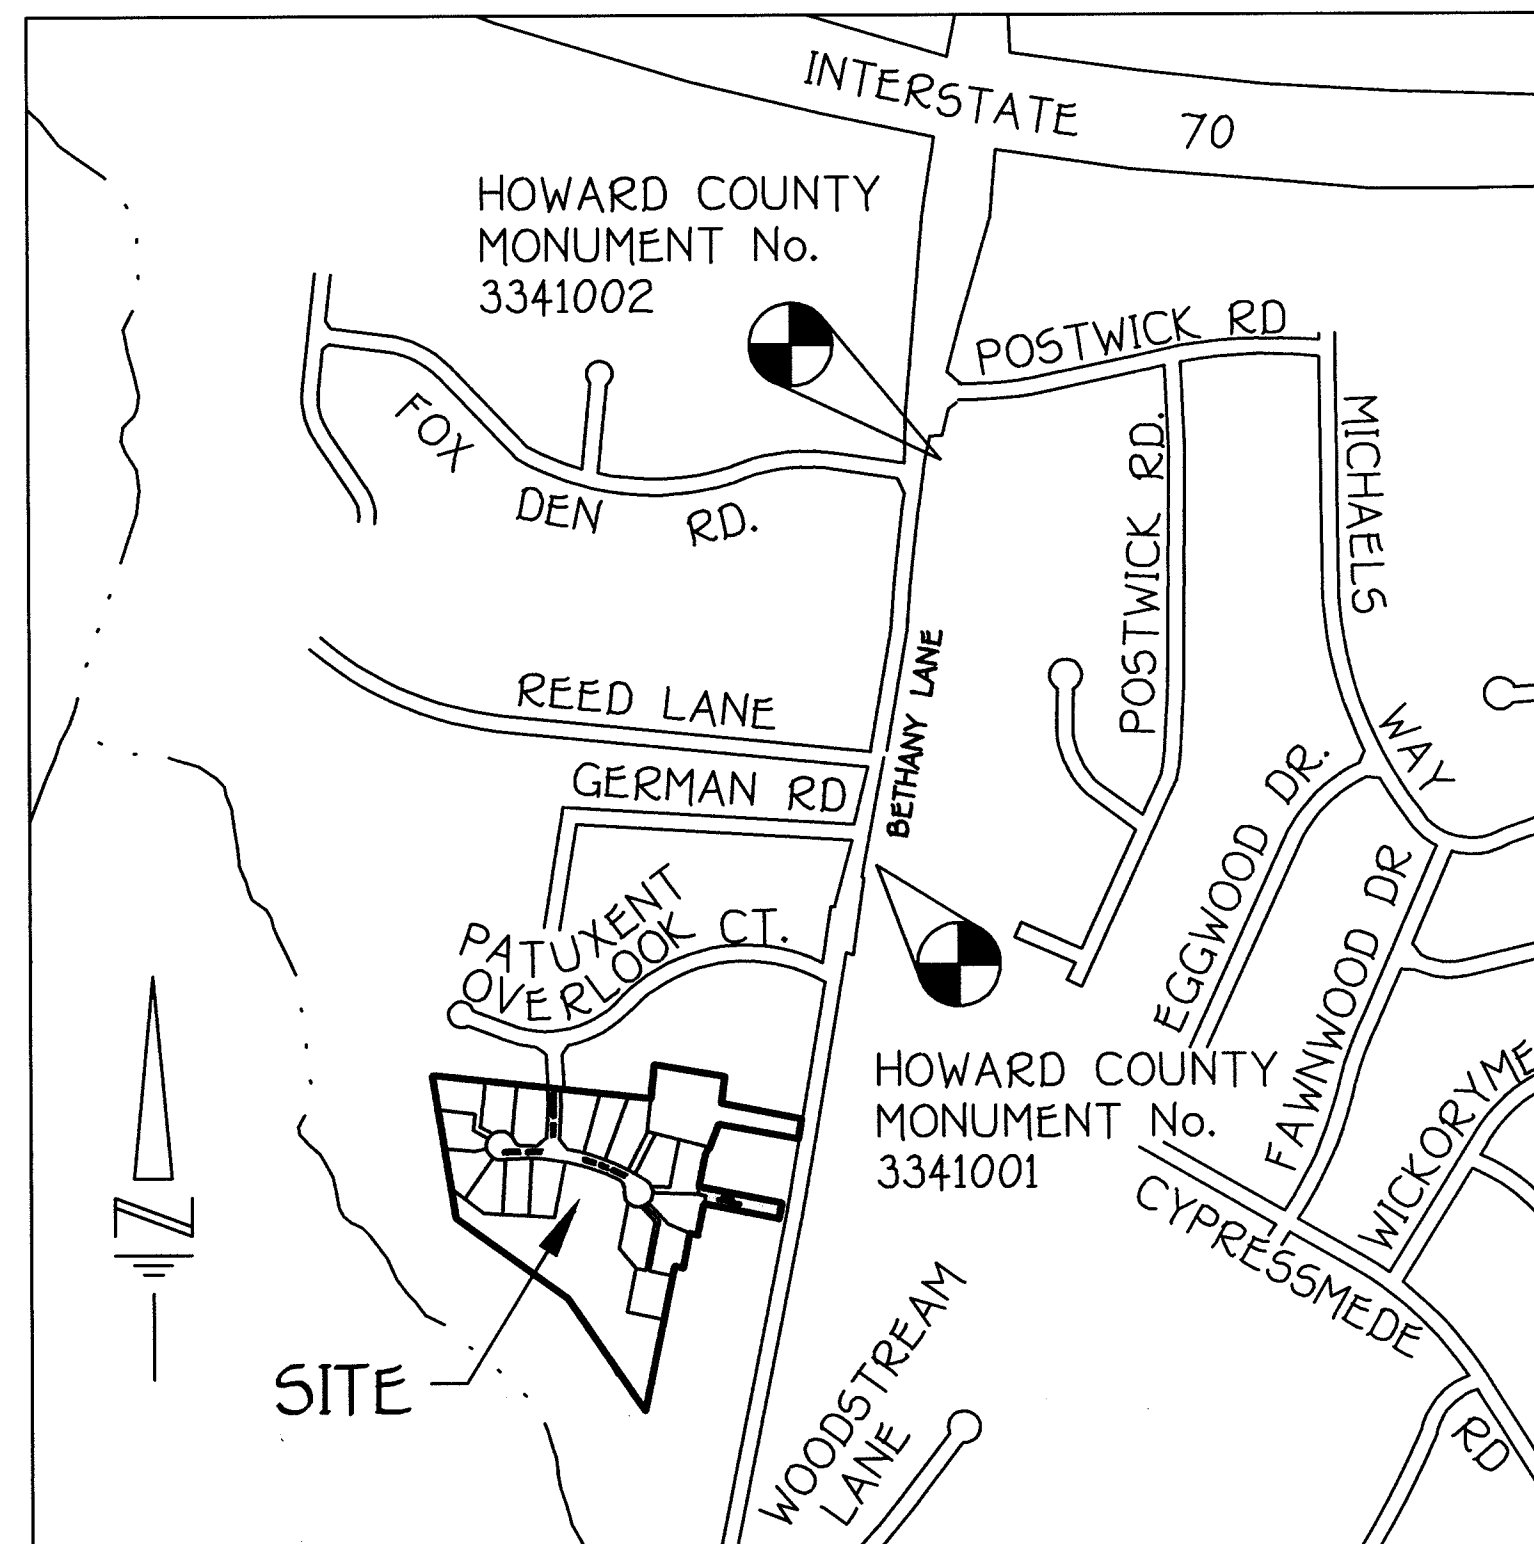 INTERSTATE 70
HOWARD COUNTY
MONUMENT No.
3341002
POSTWICK RD
FOX DEN RD.
POSTWICK RD.
MICHAELS WAY
REED LANE
BETHANY LANE
GERMAN RD
EGGWOOD DR.
FAWNWOOD DR
PATUXENT
OVERLOOK CT.
HOWARD COUNTY
MONUMENT No.
3341001
WICKORYME
CYPRESSMEDE RD
N
SITE
WOODSTREAM
LANE